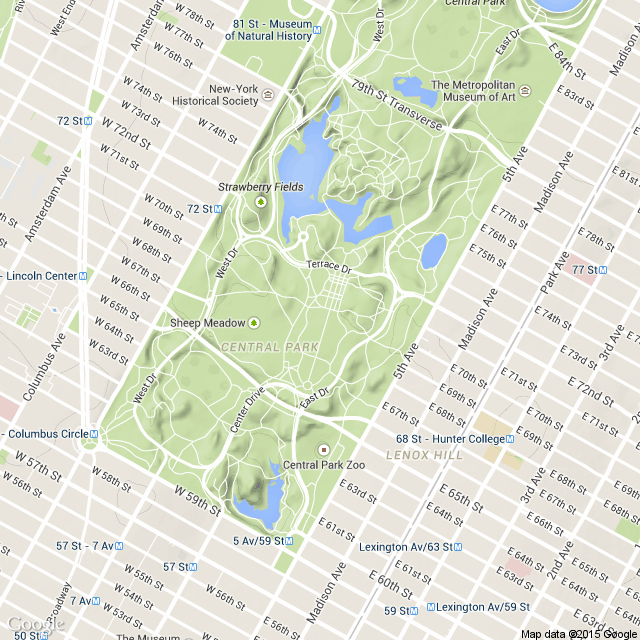 81 St - Museum
of Natural History
Central Park
West Dr
East Dr
E 84th St
Madison Ave
Amsterdam Ave
West End
W 78th St
W 77th St
W 76th St
79th St Transverse
The Metropolitan
Museum of Art
E 83rd St
New-York
Historical Society
W 74th St
W 73rd St
W 74th St
72 St
W 72nd St
W 71st St
5th Ave
E 81st
Madison Ave
Strawberry Fields
Amsterdam Ave
W 70th St
72 St
W 69th St
W 68th St
E 77th St
E 76th St
E 75th St
E 78th St
West Dr
Terrace Dr
Park Ave
77 St
- Lincoln Center
W 67th St
W 66th St
W 65th St
W 64th St
W 63rd St
Madison Ave
E 74th St
3rd Ave
Sheep Meadow
CENTRAL PARK
E 73rd St
E 72nd St
Columbus Ave
West Dr
Center Drive
East Dr
5th Ave
E 70th St
E 71st St
E 69th St
E 68th St
E 67th St
E 70th St
E 71st St
E 69th St
- Columbus Circle
68 St - Hunter College
LENOX HILL
Central Park Zoo
W 57th St
W 58th St
W 56th St
W 59th St
E 63rd St
E 65th St
E 64th St
3rd Ave
E 68th St
E 67th St
E 66th St
E 65th St
5 Av/59 St
E 61st St
57 St - 7 Av
Lexington Av/63 St
E 64th St
E 63rd St
2nd Ave
57 St
W 55th St
W 54th St
W 53rd St
W 56th St
Madison Ave
E 60th St
E 61st St
7 Av
Broadway
50 St
59 St
Lexington Av/59 St
The Museum
Google
Map data ©2015 Google